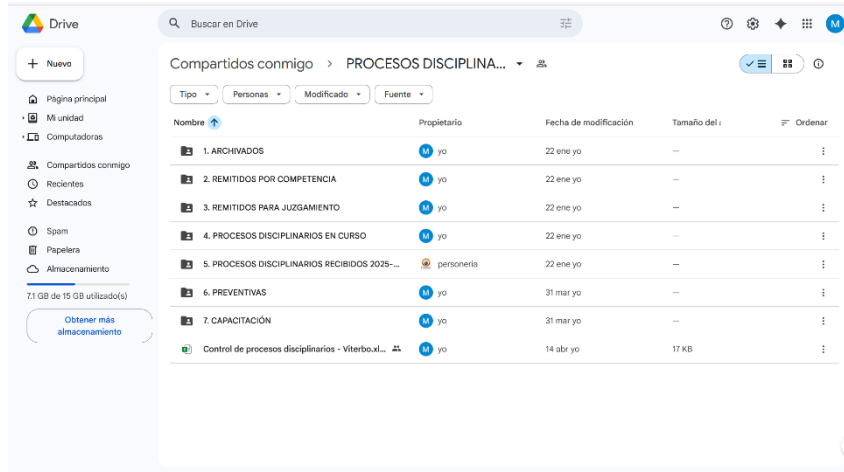 Drive
Buscar en Drive
M
Nuevo
Compartidos conmigo > PROCESOS DISCIPLINA...
Tipo Personas Modificado Fuente
Página principal
Mi unidad
Computadoras
Compartidos conmigo
Recientes
Destacados
Spam
Papelera
Almacenamiento
7.1 GB de 15 GB utilizado(s)
Obtener más
almacenamiento
Nombre Propietario Fecha de modificación Tamaño del a Ordenar
1. ARCHIVADOS M yo 22 ene yo —
2. REMITIDOS POR COMPETENCIA M yo 22 ene yo —
3. REMITIDOS PARA JUZGAMIENTO M yo 22 ene yo —
4. PROCESOS DISCIPLINARIOS EN CURSO M yo 22 ene yo —
5. PROCESOS DISCIPLINARIOS RECIBIDOS 2025-... personeria 22 ene yo —
6. PREVENTIVAS M yo 31 mar yo —
7. CAPACITACIÓN M yo 31 mar yo —
Control de procesos disciplinarios - Viterbo.xl... M yo 14 abr yo 17 KB